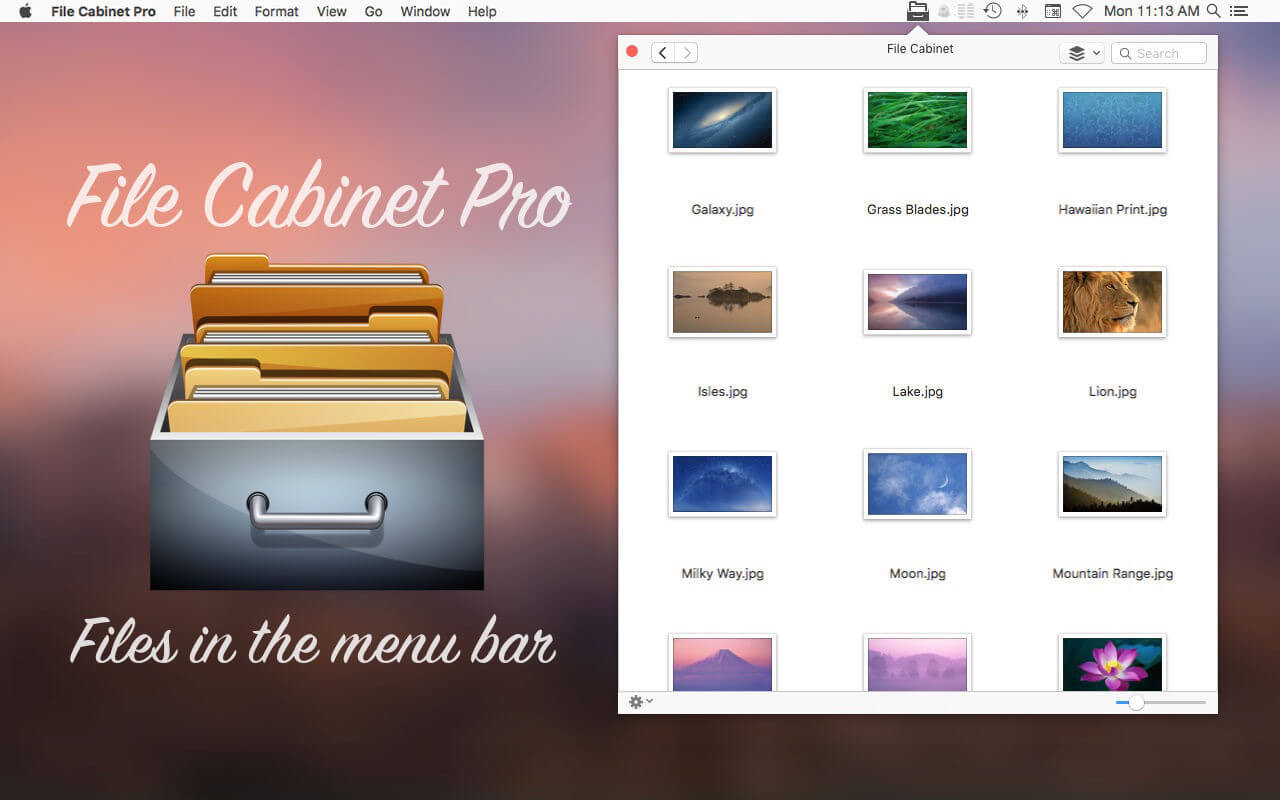 File Cabinet Pro File Edit Format View Go Window Help Mon 11:13 AM
File Cabinet
Search
File Cabinet Pro
Files in the menu bar
Galaxy.jpg Grass Blades.jpg Hawaiian Print.jpg
Isles.jpg Lake.jpg Lion.jpg
Milky Way.jpg Moon.jpg Mountain Range.jpg